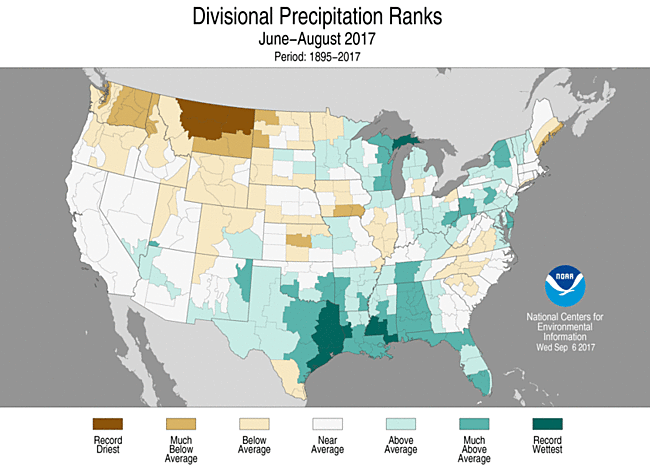 Divisional Precipitation Ranks
June–August 2017
Period: 1895–2017
NOAA
National Centers for
Environmental
Information
Wed Sep 6 2017
Record
Driest
Much
Below
Average
Below
Average
Near
Average
Above
Average
Much
Above
Average
Record
Wettest